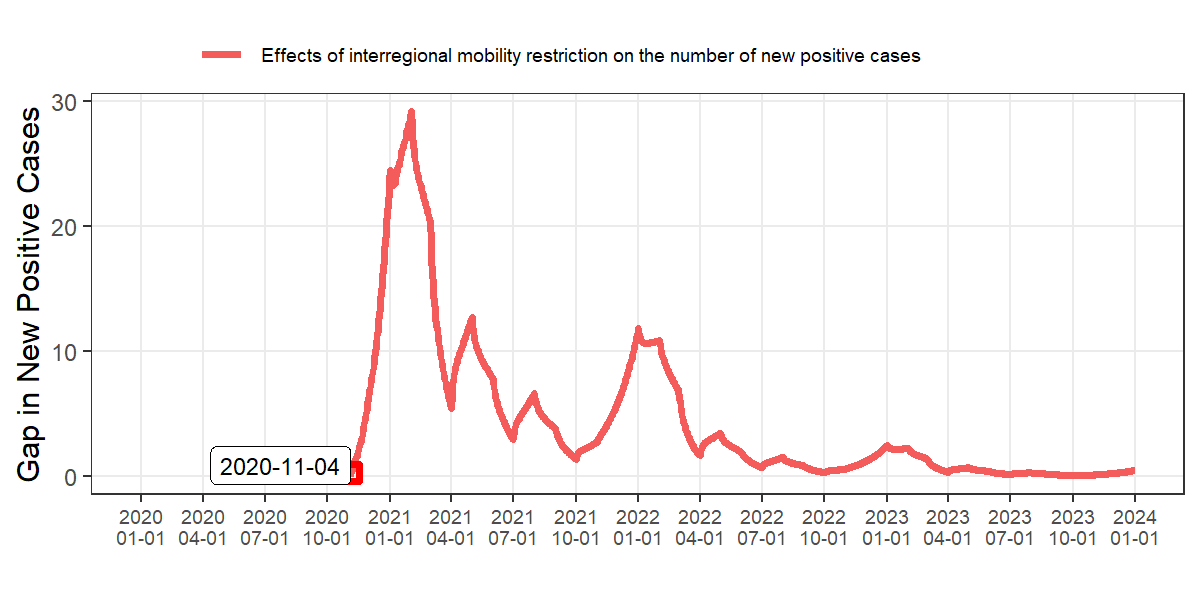 Effects of interregional mobility restriction on the number of new positive cases
Gap in New Positive Cases
30
20
10
0
2020-11-04
2020 2020 2020 2020 2021 2021 2021 2021 2022 2022 2022 2022 2023 2023 2023 2023 2024
01-01 04-01 07-01 10-01 01-01 04-01 07-01 10-01 01-01 04-01 07-01 10-01 01-01 04-01 07-01 10-01 01-01